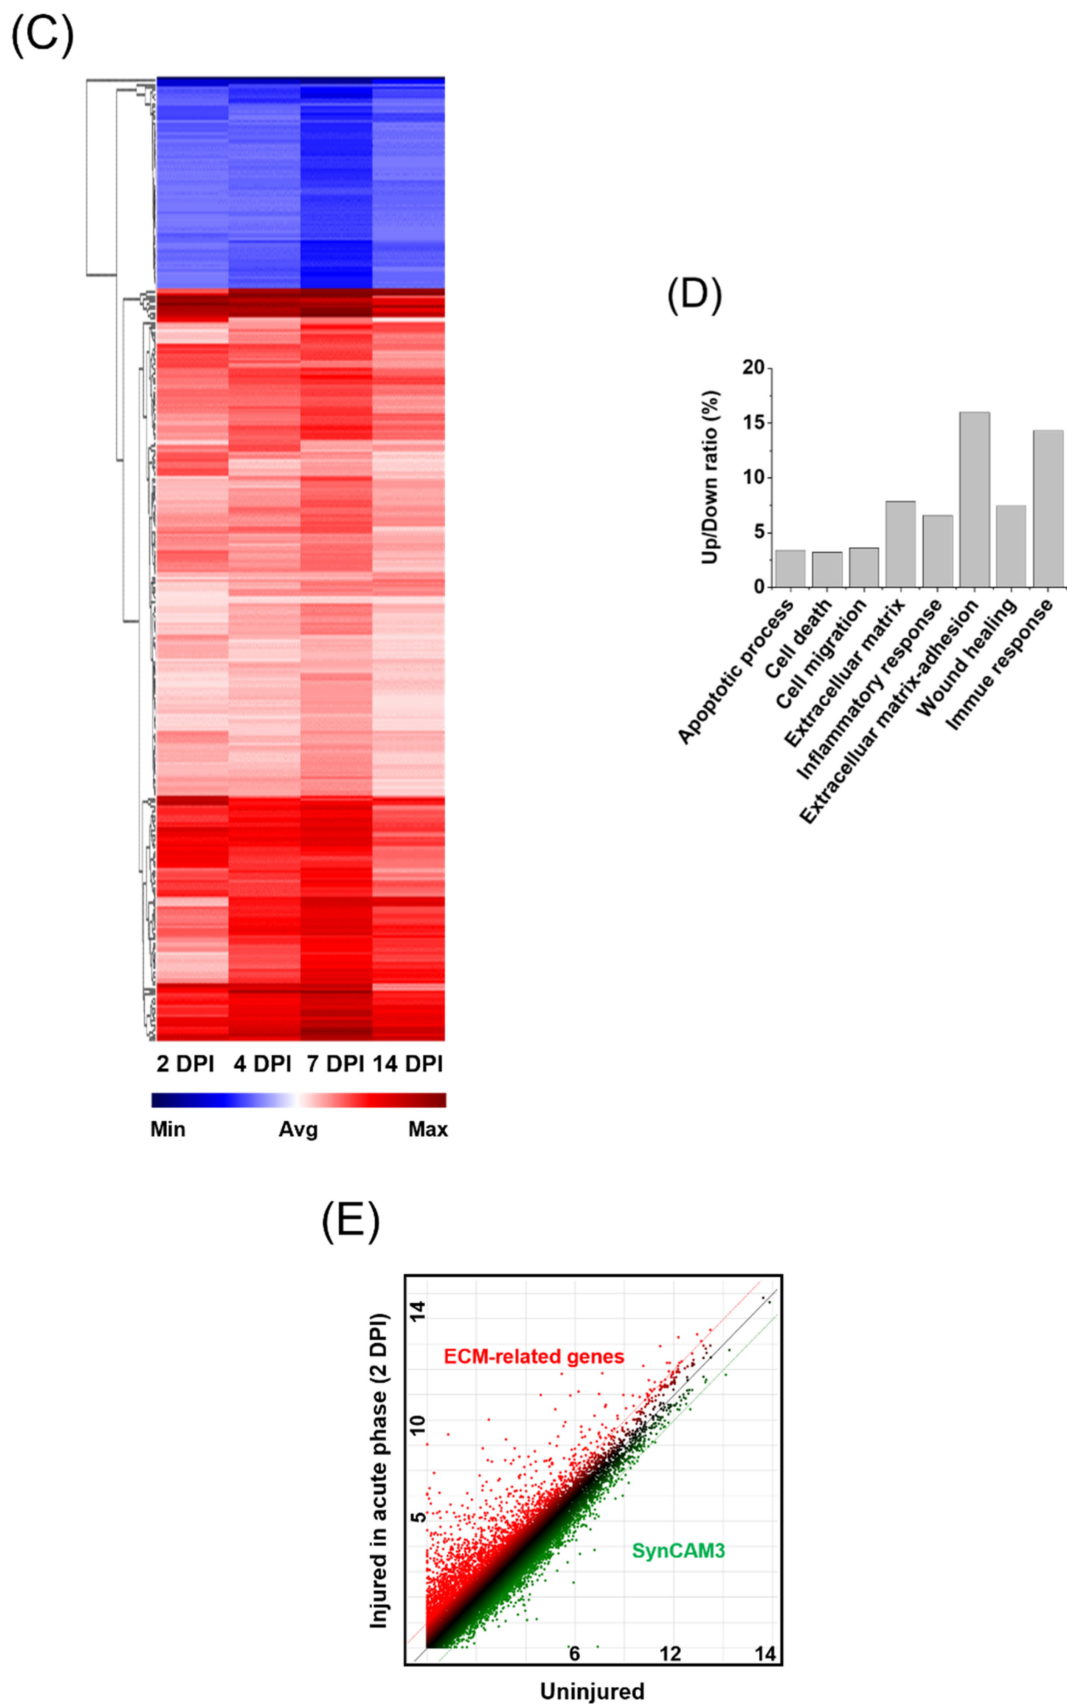 (C)
2 DPI 4 DPI 7 DPI 14 DPI
Min Avg Max
(D)
Up/Down ratio (%)
20
15
10
5
0
Apoptotic process
Cell death
Cell migration
Extracelluar matrix
Inflammatory response
Extracelluar matrix-adhesion
Wound healing
Immue response
(E)
Injured in acute phase (2 DPI)
14
10
5
ECM-related genes
SynCAM3
6 12 14
Uninjured